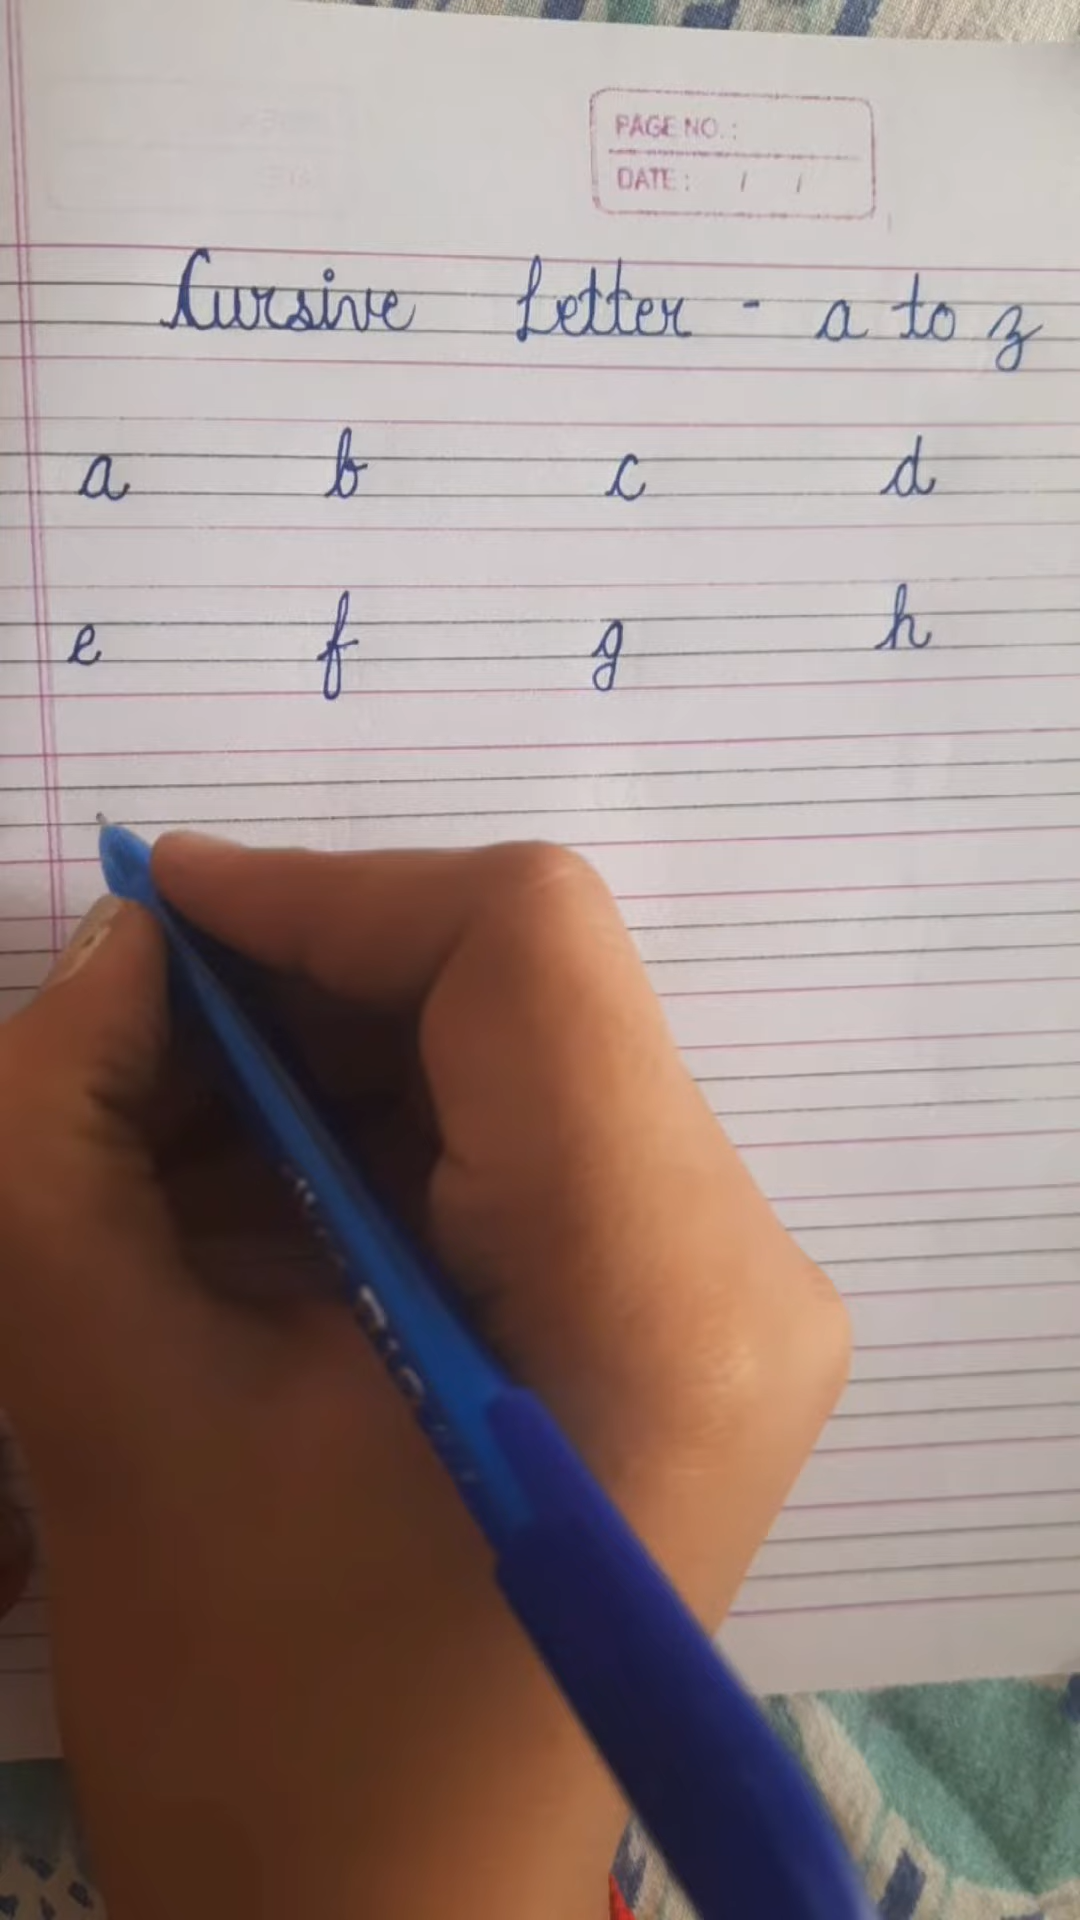 PAGE NO.:
DATE: / /
Cursive Letter - a to z
a b c d
e f g h